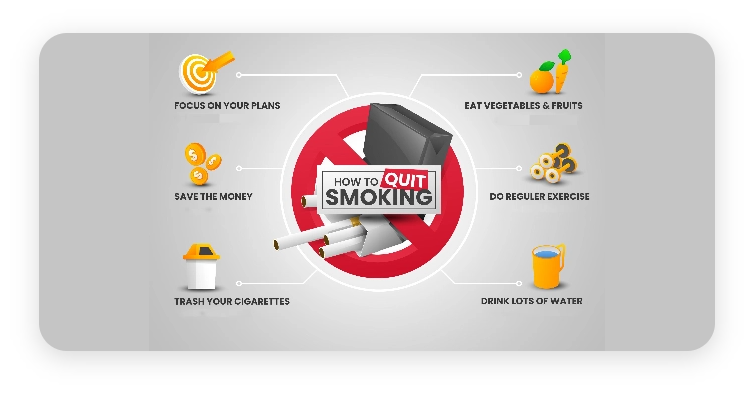 FOCUS ON YOUR PLANS
EAT VEGETABLES & FRUITS
HOW TO QUIT
SMOKING
SAVE THE MONEY
DO REGULER EXERCISE
TRASH YOUR CIGARETTES
DRINK LOTS OF WATER